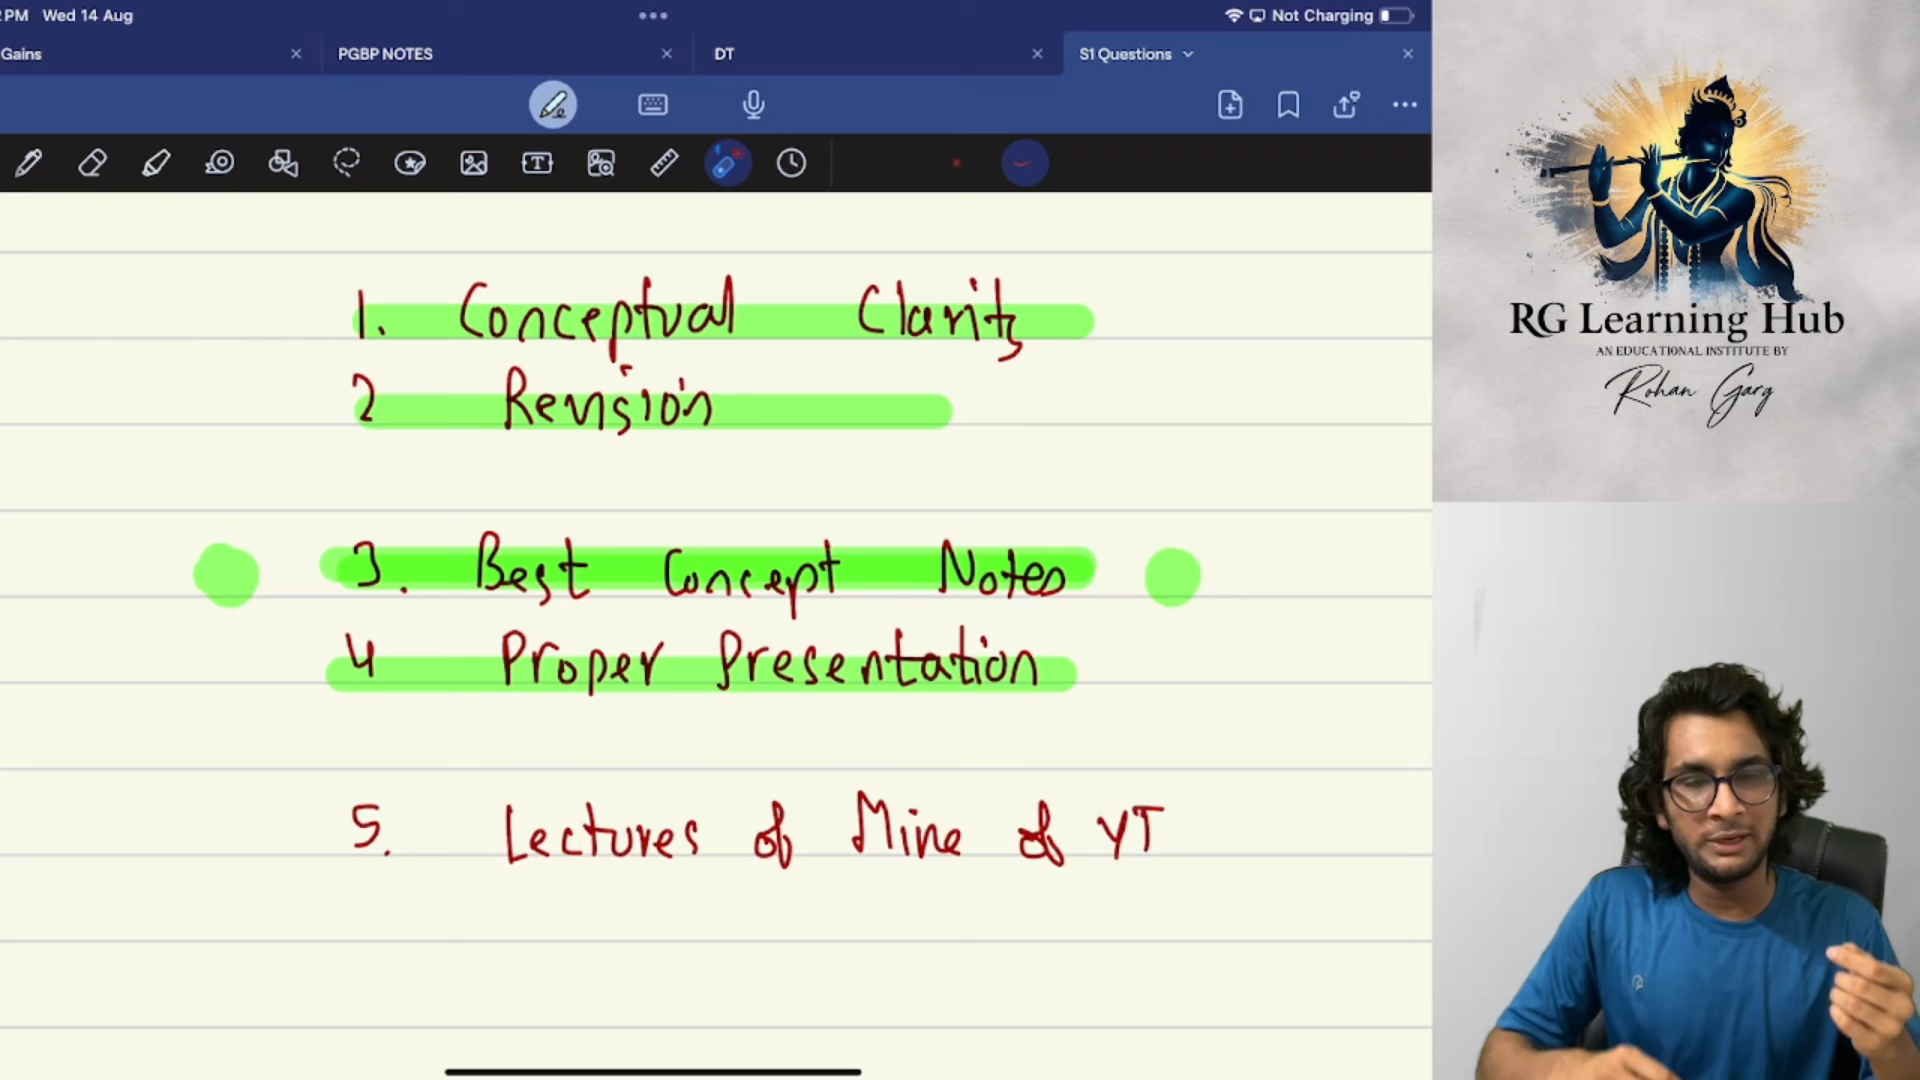 2 PM Wed 14 Aug
Not Charging
Gains
PGBP NOTES
DT
S1 Questions
1. Conceptual Clarity
2 Revision
3. Best Concept Notes
4 Proper Presentation
5. Lectures of Mine of YT
RG Learning Hub
AN EDUCATIONAL INSTITUTE BY
Rohan Garg